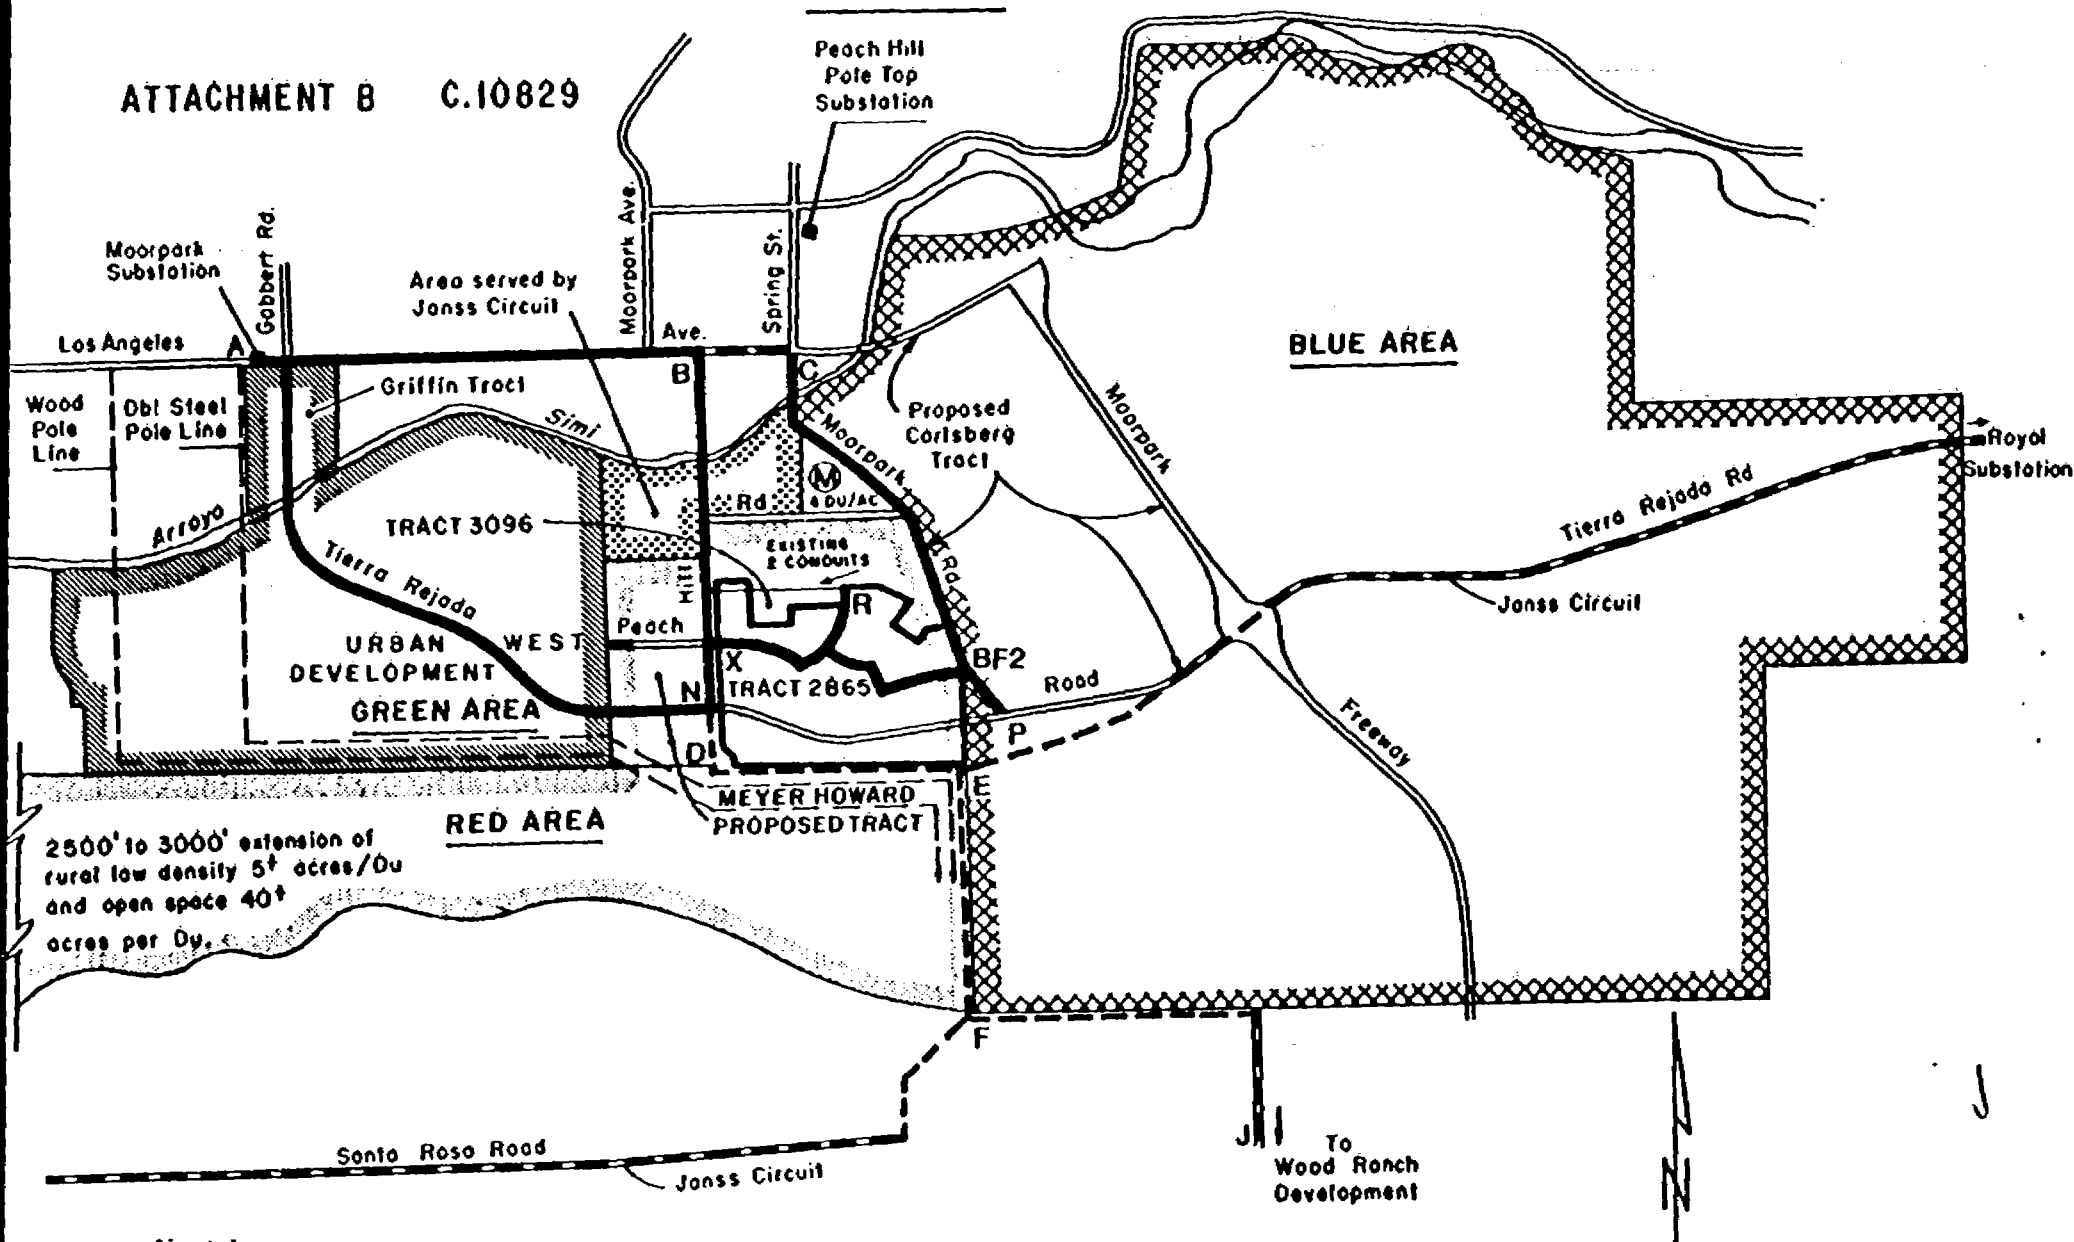 ATTACHMENT B C.10829
Peach Hill
Pole Top
Substation
Moorpark
Substation
Gabbert Rd.
Area served by
Janss Circuit
Moorpark Ave.
Spring St.
Los Angeles
Ave.
A
B
C
BLUE AREA
Griffin Tract
Wood
Pole
Line
Dbl Steel
Pole Line
Simi
Arroyo
Proposed
Carlsberg
Tract
Moorpark
Moorpark
Rd.
M
4 DU/AC
Rd
TRACT 3096
EXISTING
2 CONDUITS
Hill
R
Tierra Rejada
Royal
Substation
Tierra Rejada Rd
Janss Circuit
URBAN WEST
DEVELOPMENT
GREEN AREA
Peach
X
BF2
N
TRACT 2865
Road
P
Freeway
D
E
MEYER HOWARD
PROPOSED TRACT
RED AREA
2500' to 3000' extension of
rural low density 5+ acres/Du
and open space 40+
acres per Du.
F
Santa Rosa Road
Janss Circuit
J
To
Wood Ranch
Development
N